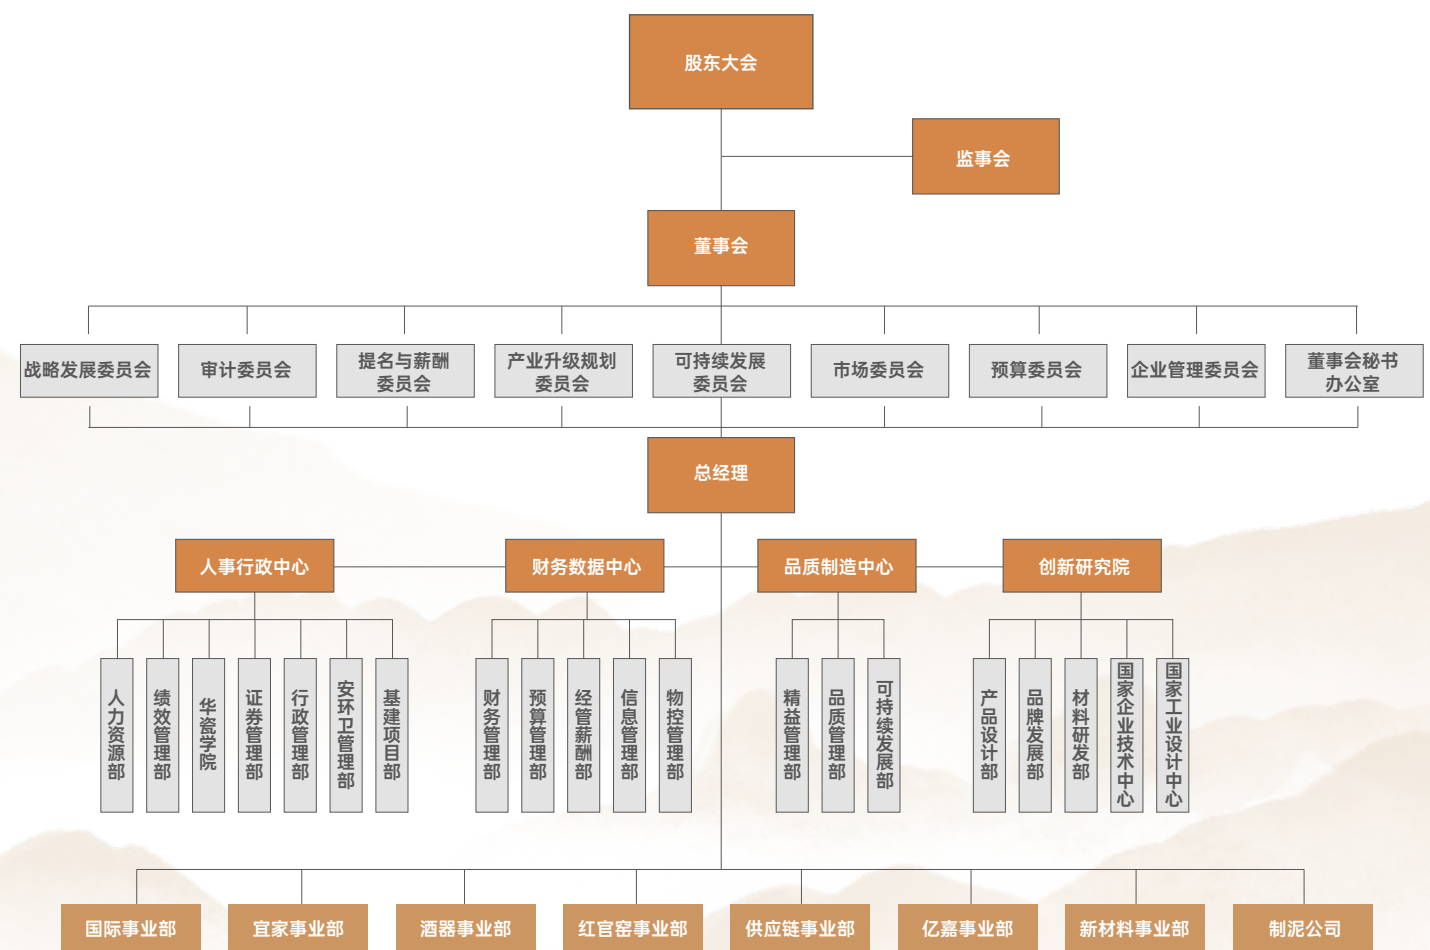 股东大会
监事会
董事会
战略发展委员会
审计委员会
提名与薪酬
委员会
产业升级规划
委员会
可持续发展
委员会
市场委员会
预算委员会
企业管理委员会
董事会秘书
办公室
总经理
人事行政中心
财务数据中心
品质制造中心
创新研究院
人力资源部
绩效管理部
华瓷学院
证券管理部
行政管理部
安环卫管理部
基建项目部
财务管理部
预算管理部
经管薪酬部
信息管理部
物控管理部
精益管理部
品质管理部
可持续发展部
产品设计部
品牌发展部
材料研发部
国家企业技术中心
国家工业设计中心
国际事业部
宜家事业部
酒器事业部
红官窑事业部
供应链事业部
亿嘉事业部
新材料事业部
制泥公司